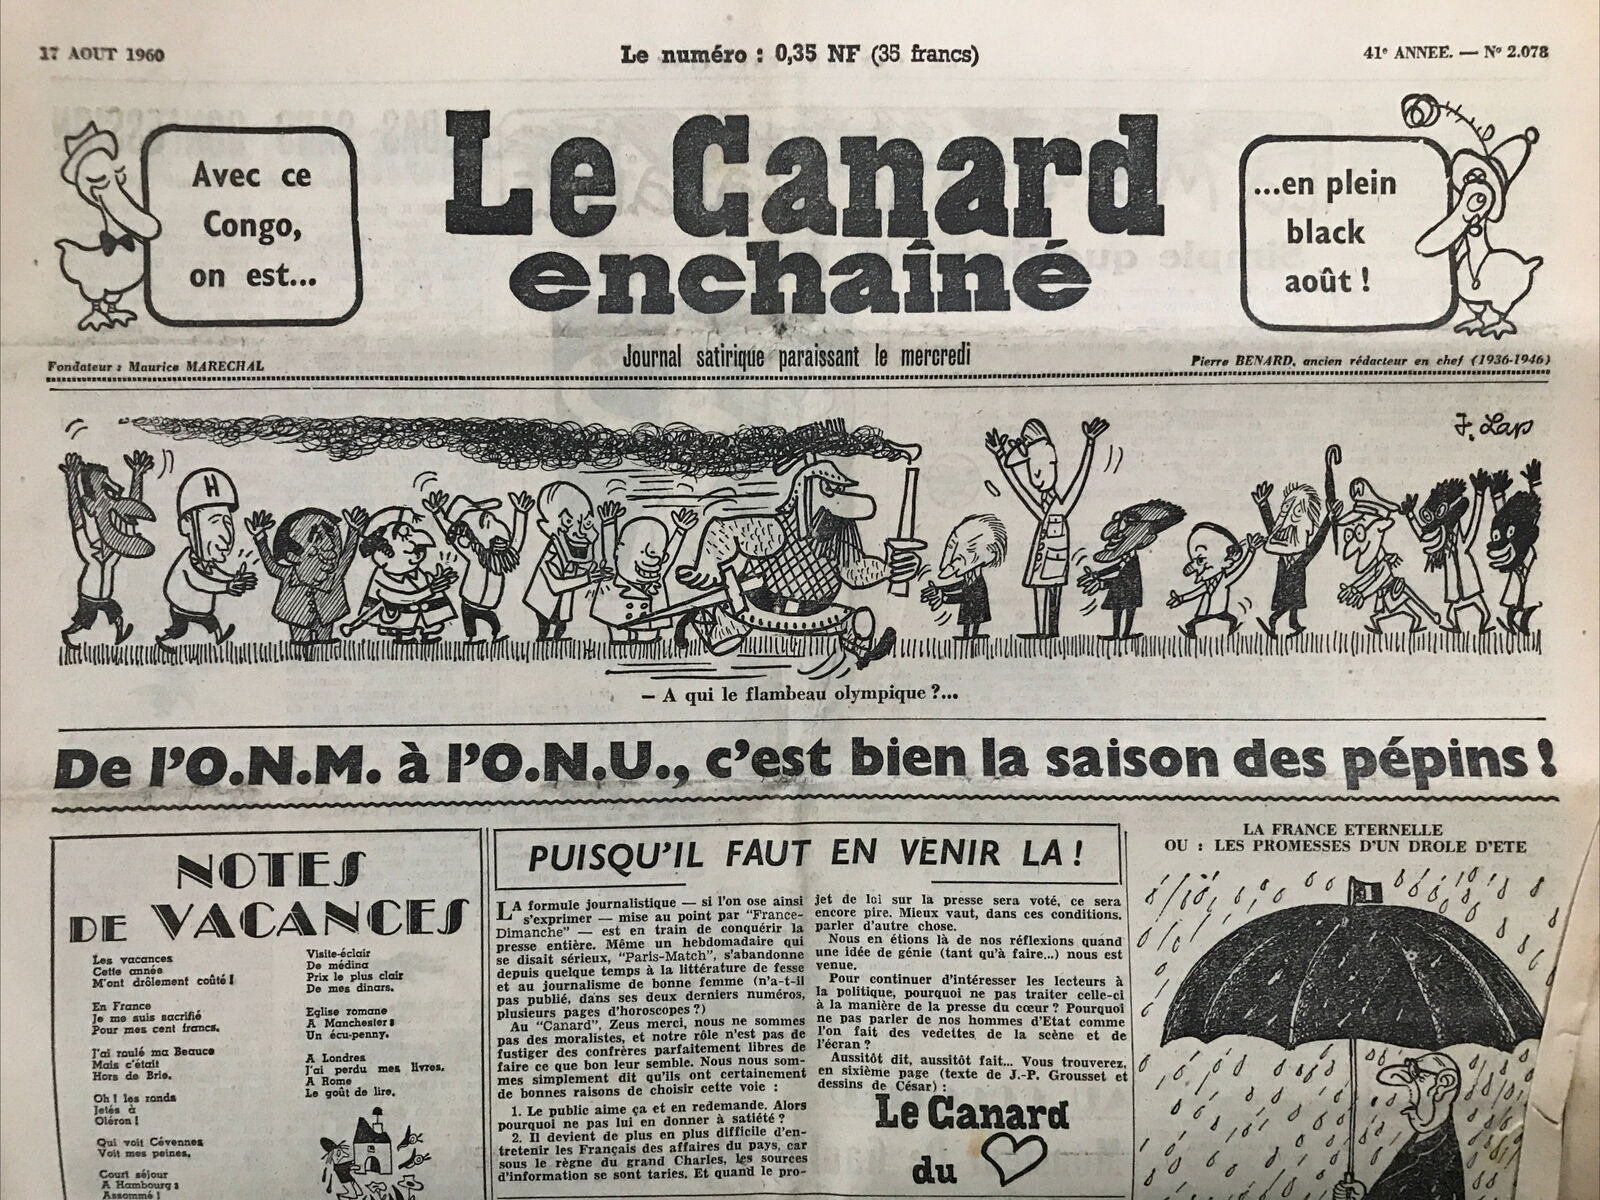 17 AOUT 1960
Le numéro : 0,35 NF (35 francs)
41e ANNEE. — No 2.078
Avec ce
Congo,
on est...
Le Canard
enchaîné
...en plein
black
août !
Fondateur : Maurice MARECHAL
Journal satirique paraissant le mercredi
Pierre BENARD, ancien rédacteur en chef (1936-1946)
J. Lap
H
— A qui le flambeau olympique ?...
De l'O.N.M. à l'O.N.U., c'est bien la saison des pépins !
NOTES
DE VACANCES
Les vacances
Cette année
M'ont drôlement coûté !
En France
Je me suis sacrifié
Pour mes cent francs.
J'ai roulé ma Beauce
Mais c'était
Hors de Brie.
Oh ! les ronds
Jetés à
Oléron !
Qui voit Cévennes
Voit mes peines.
Court séjour
A Hambourg :
Assommé !
Visite-éclair
De médina
Prix le plus clair
De mes dinars.
Eglise romane
A Manchester :
Un écu-penny.
A Londres
J'ai perdu mes livres.
A Rome
Le goût de lire.
PUISQU'IL FAUT EN VENIR LA !
LA formule journalistique — si l'on ose ainsi
s'exprimer — mise au point par "France-
Dimanche" — est en train de conquérir la
presse entière. Même un hebdomadaire qui
se disait sérieux, "Paris-Match", s'abandonne
depuis quelque temps à la littérature de fesse
et au journalisme de bonne femme (n'a-t-il
pas publié, dans ses deux derniers numéros,
plusieurs pages d'horoscopes ?)
Au "Canard", Zeus merci, nous ne sommes
pas des moralistes, et notre rôle n'est pas de
fustiger des confrères parfaitement libres de
faire ce que bon leur semble. Nous nous som-
mes simplement dit qu'ils ont certainement
de bonnes raisons de choisir cette voie :
1. Le public aime ça et en redemande. Alors
pourquoi ne pas lui en donner à satiété ?
2. Il devient de plus en plus difficile d'en-
tretenir les Français des affaires du pays, car
sous le règne du grand Charles, les sources
d'information se sont taries. Et quand le pro-
jet de loi sur la presse sera voté, ce sera
encore pire. Mieux vaut, dans ces conditions,
parler d'autre chose.
Nous en étions là de nos réflexions quand
une idée de génie (tant qu'à faire...) nous est
venue.
Pour continuer d'intéresser les lecteurs à
la politique, pourquoi ne pas traiter celle-ci
à la manière de la presse du cœur ? Pourquoi
ne pas parler de nos hommes d'Etat comme
l'on fait des vedettes de la scène et de
l'écran ?
Aussitôt dit, aussitôt fait... Vous trouverez,
en sixième page (texte de J.-P. Grousset et
dessins de César) :
Le Canard
du
LA FRANCE ETERNELLE
OU : LES PROMESSES D'UN DROLE D'ETE